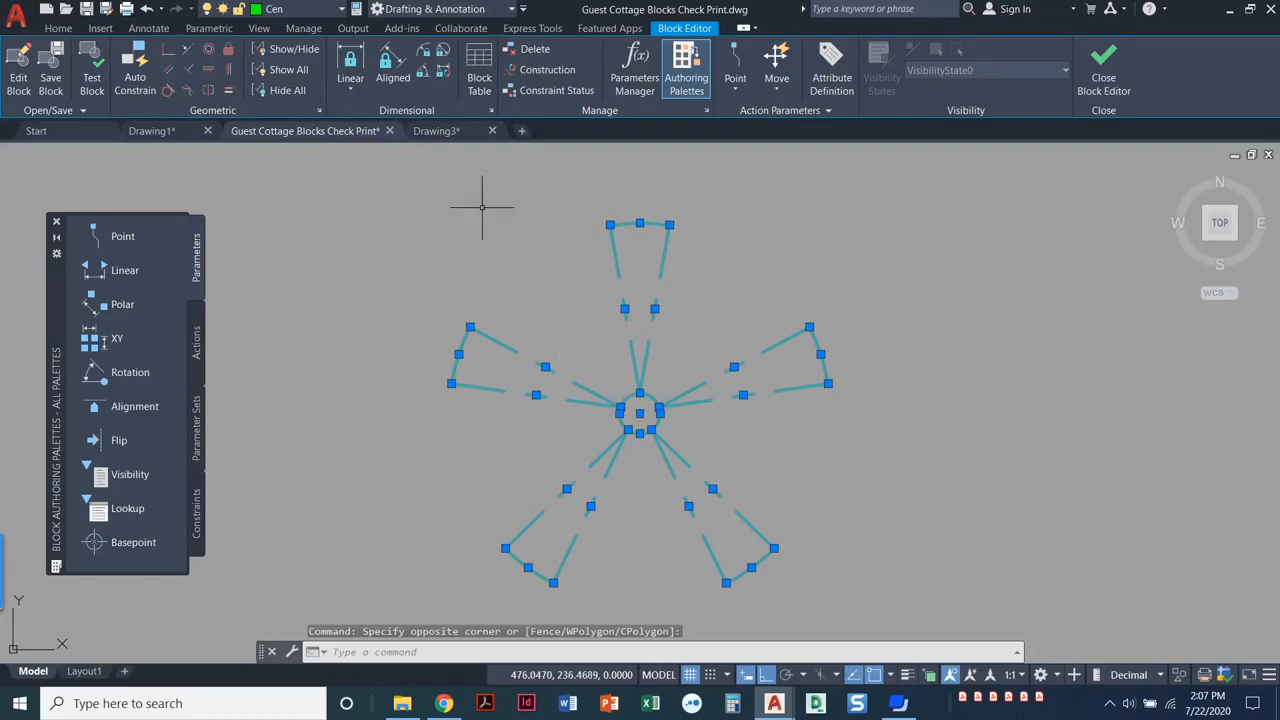 Cen
Drafting & Annotation
Guest Cottage Blocks Check Print.dwg
Type a keyword or phrase
Sign In
Home Insert Annotate Parametric View Manage Output Add-ins Collaborate Express Tools Featured Apps Block Editor
Edit Block
Save Block
Test Block
Auto Constrain
Show/Hide
Show All
Hide All
Linear
Aligned
Block Table
Delete
Construction
Constraint Status
Parameters Manager
Authoring Palettes
Point
Move
Attribute Definition
Visibility States
VisibilityState0
Close Block Editor
Open/Save
Geometric
Dimensional
Manage
Action Parameters
Visibility
Close
Start
Drawing1*
Guest Cottage Blocks Check Print*
Drawing3*
N
W
TOP
E
S
WCS
BLOCK AUTHORING PALETTES - ALL PALETTES
Point
Linear
Polar
XY
Rotation
Alignment
Flip
Visibility
Lookup
Basepoint
Parameters
Actions
Parameter Sets
Constraints
Y
X
Command: Specify opposite corner or [Fence/WPolygon/CPolygon]:
Type a command
Model
Layout1
476.0470, 236.4689, 0.0000
MODEL
1:1
Decimal
Type here to search
2:07 PM
7/22/2020